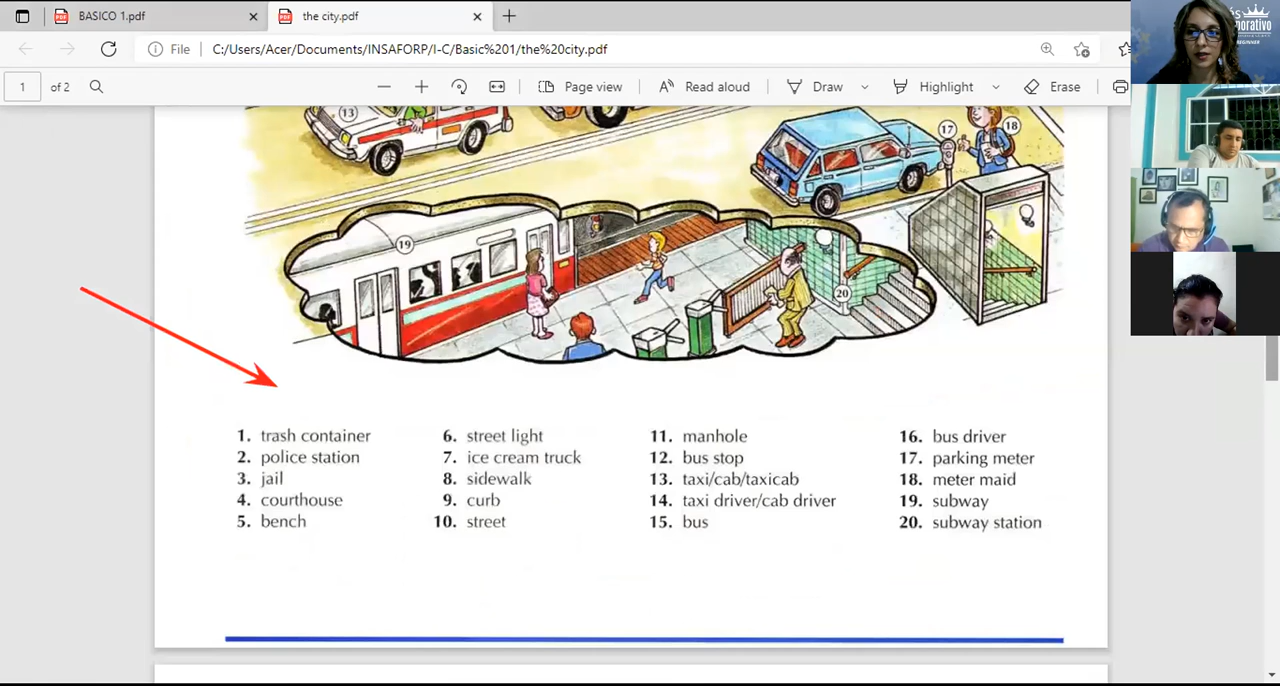 BASICO 1.pdf
the city.pdf
File
C:/Users/Acer/Documents/INSAFORP/I-C/Basic%201/the%20city.pdf
1 of 2
Page view
Read aloud
Draw
Highlight
Erase
13
17
18
19
20
1. trash container
2. police station
3. jail
4. courthouse
5. bench
6. street light
7. ice cream truck
8. sidewalk
9. curb
10. street
11. manhole
12. bus stop
13. taxi/cab/taxicab
14. taxi driver/cab driver
15. bus
16. bus driver
17. parking meter
18. meter maid
19. subway
20. subway station